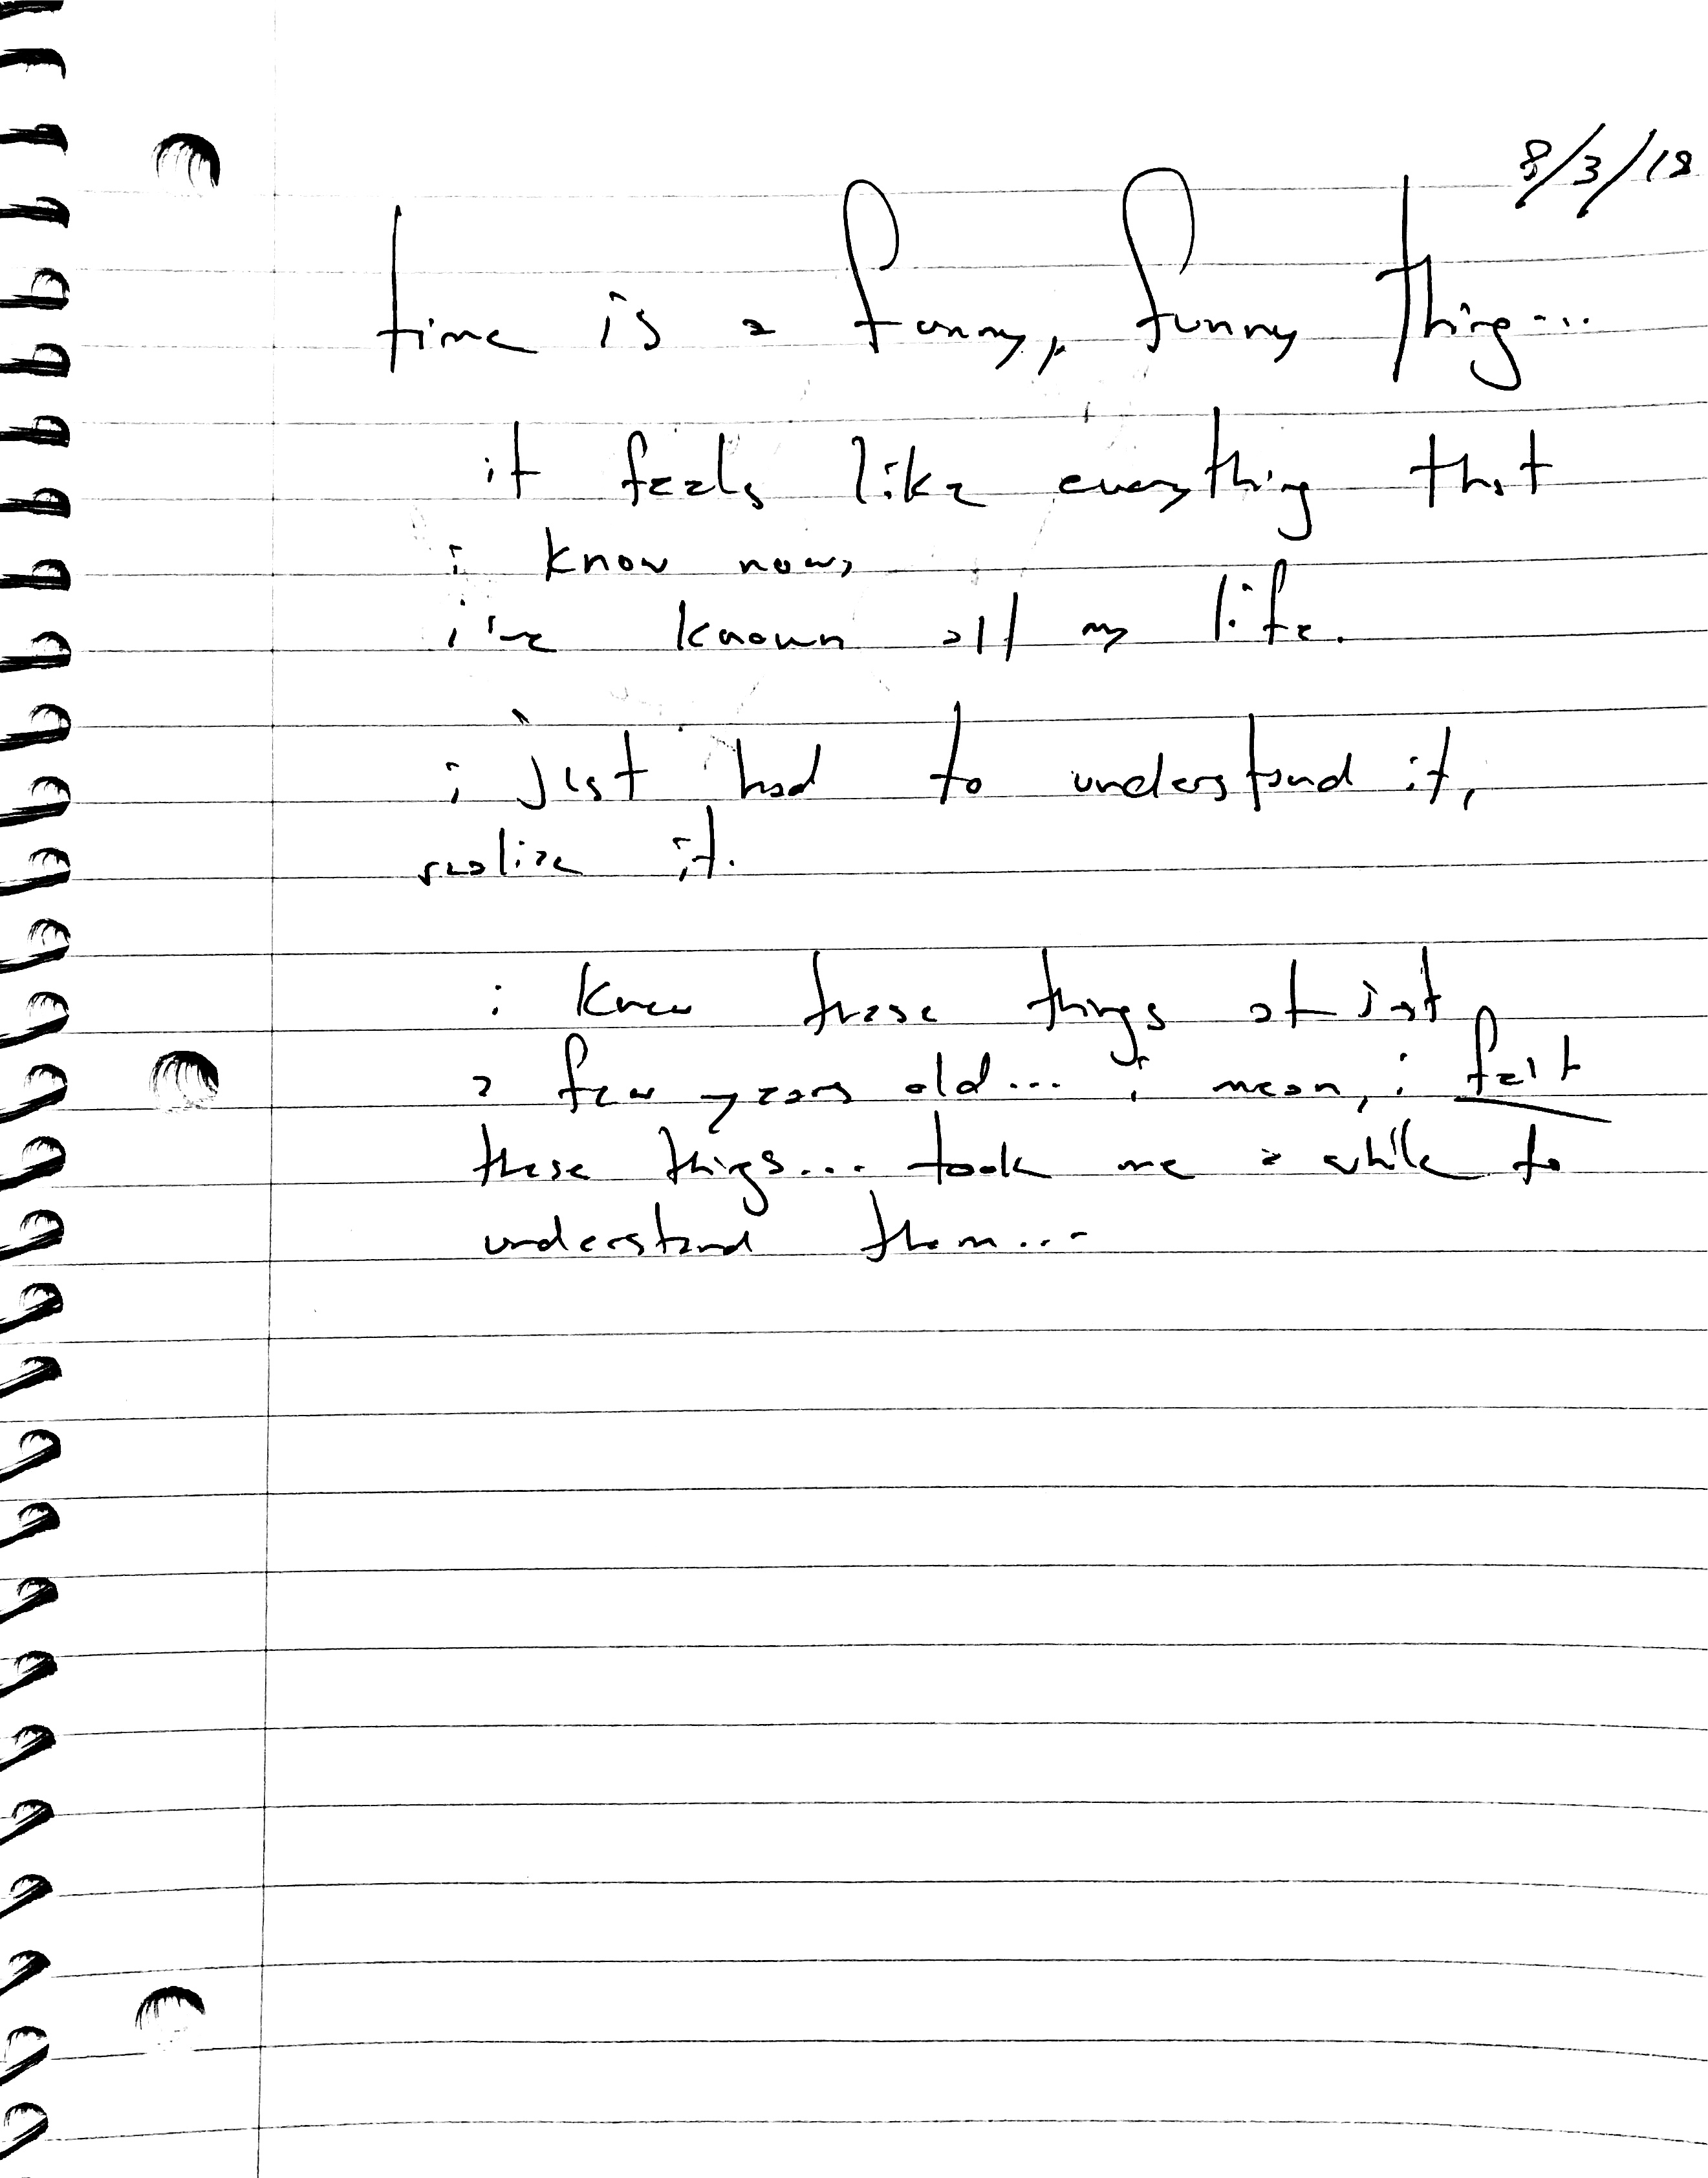 8/3/18
time is a funny, funny thing...
it feels like everything that
i know now,
i've known all my life.
i just had to understand it,
realize it.
i knew these things at just
a few years old... i mean, i felt
these things... took me a while to
understand them...